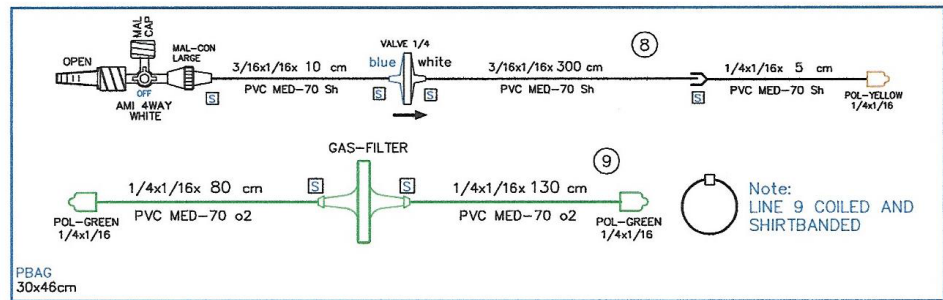 OPEN
MAL
CAP
MAL-CON
LARGE
OFF
AMI 4WAY
WHITE
S
3/16x1/16x 10 cm
PVC MED-70 Sh
VALVE 1/4
blue
white
S
S
8
3/16x1/16x 300 cm
PVC MED-70 Sh
S
1/4x1/16x 5 cm
PVC MED-70 Sh
POL-YELLOW
1/4x1/16
GAS-FILTER
9
1/4x1/16x 80 cm
PVC MED-70 o2
S
S
1/4x1/16x 130 cm
PVC MED-70 o2
POL-GREEN
1/4x1/16
POL-GREEN
1/4x1/16
Note:
LINE 9 COILED AND
SHIRTBANDED
PBAG
30x46cm